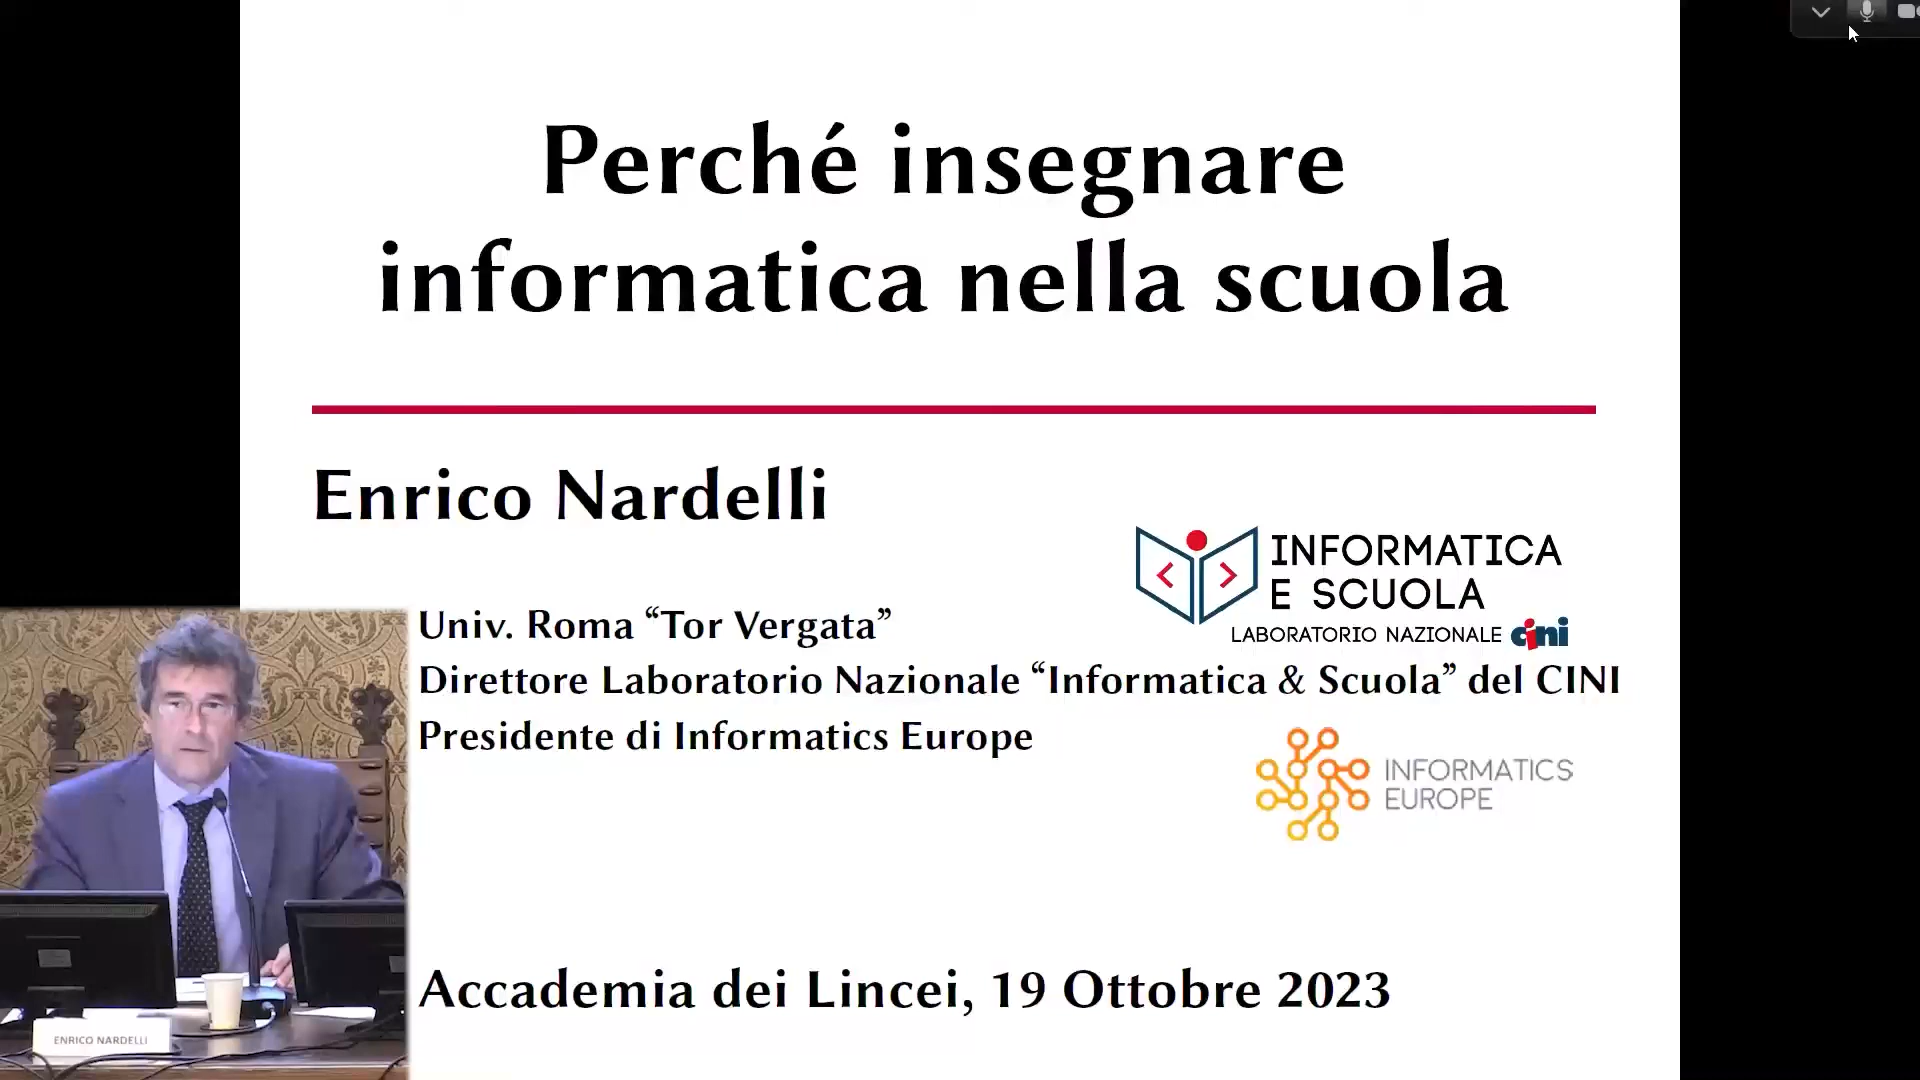 Perché insegnare
informatica nella scuola
Enrico Nardelli
INFORMATICA
E SCUOLA
LABORATORIO NAZIONALE cini
Univ. Roma “Tor Vergata”
Direttore Laboratorio Nazionale “Informatica & Scuola” del CINI
Presidente di Informatics Europe
INFORMATICS
EUROPE
Accademia dei Lincei, 19 Ottobre 2023
ENRICO NARDELLI